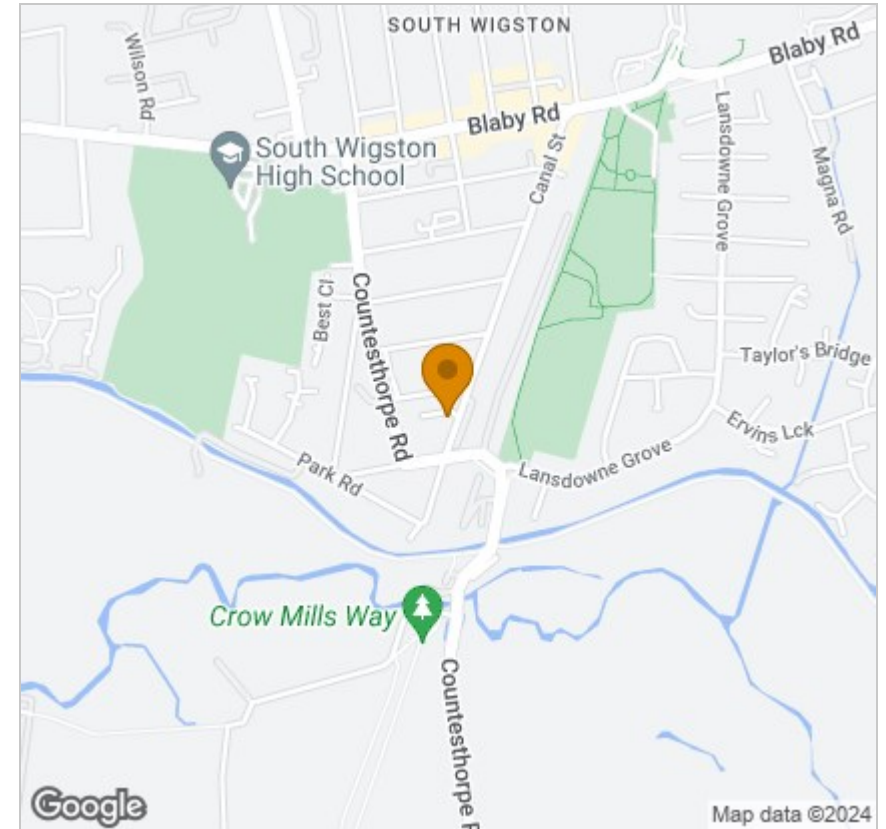 SOUTH WIGSTON
Wilson Rd
Blaby Rd
Blaby Rd
South Wigston
High School
Canal St
Lansdowne Grove
Magna Rd
Best Cl
Countesthorpe Rd
Taylor's Bridge
Ervins Lck
Park Rd
Lansdowne Grove
Crow Mills Way
Countesthorpe R
Google
Map data ©2024